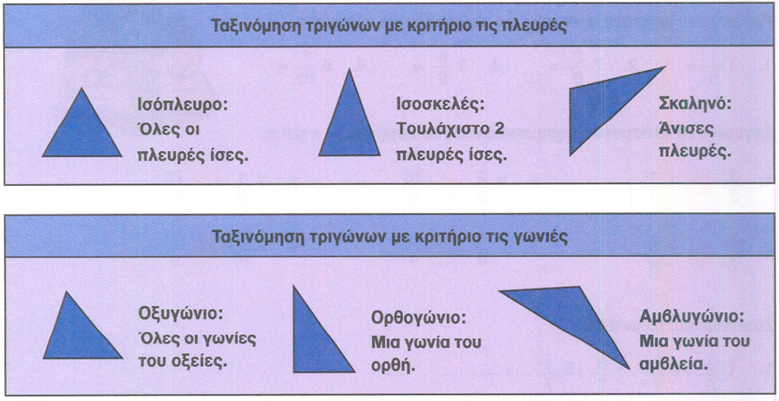 Ταξινόμηση τριγώνων με κριτήριο τις πλευρές
Ισόπλευρο:
Όλες οι
πλευρές ίσες.
Ισοσκελές:
Τουλάχιστο 2
πλευρές ίσες.
Σκαληνό:
Άνισες
πλευρές.
Ταξινόμηση τριγώνων με κριτήριο τις γωνιές
Οξυγώνιο:
Όλες οι γωνίες
του οξείες.
Ορθογώνιο:
Μια γωνία του
ορθή.
Αμβλυγώνιο:
Μια γωνία του
αμβλεία.